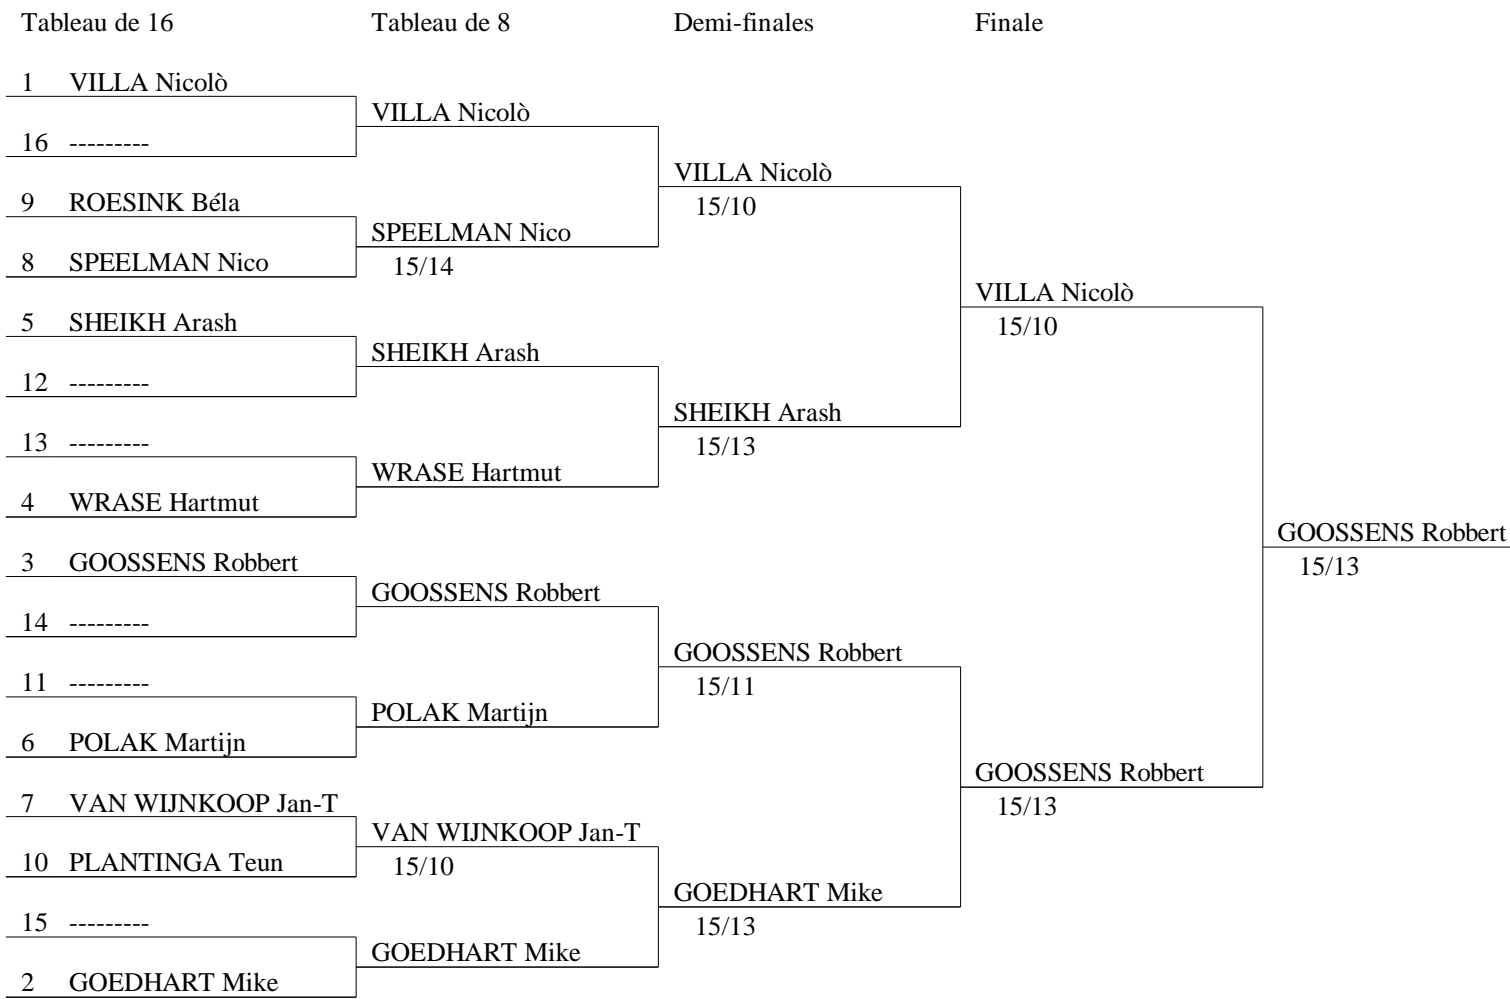 Tableau de 16 Tableau de 8 Demi-finales Finale
1 VILLA Nicolò
VILLA Nicolò
16 ---------
VILLA Nicolò
9 ROESINK Béla
15/10
SPEELMAN Nico
8 SPEELMAN Nico
15/14
VILLA Nicolò
5 SHEIKH Arash
15/10
SHEIKH Arash
12 ---------
SHEIKH Arash
13 ---------
15/13
WRASE Hartmut
4 WRASE Hartmut
GOOSSENS Robbert
3 GOOSSENS Robbert
15/13
GOOSSENS Robbert
14 ---------
GOOSSENS Robbert
11 ---------
15/11
POLAK Martijn
6 POLAK Martijn
GOOSSENS Robbert
7 VAN WIJNKOOP Jan-T
15/13
VAN WIJNKOOP Jan-T
10 PLANTINGA Teun
15/10
GOEDHART Mike
15 ---------
15/13
GOEDHART Mike
2 GOEDHART Mike